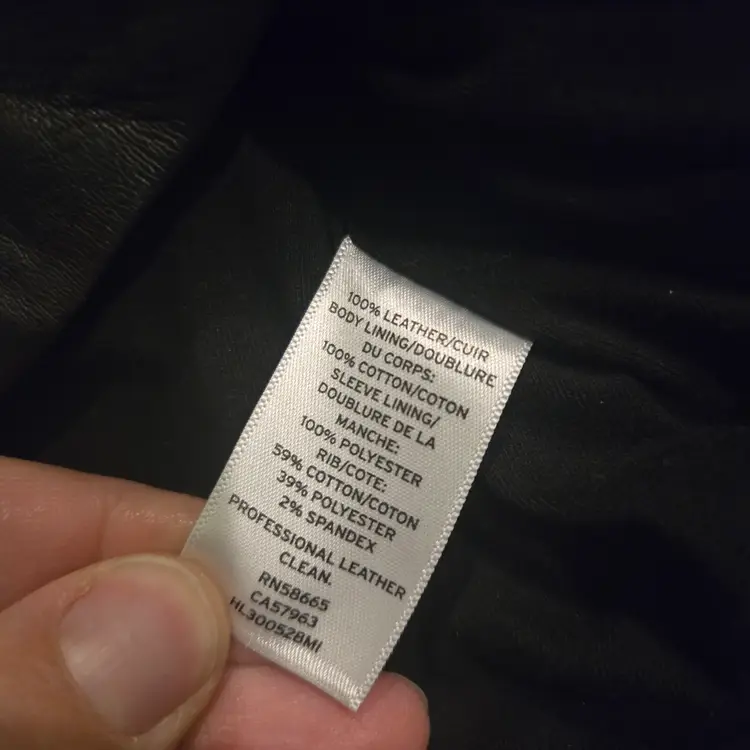 100% LEATHER/CUIR
BODY LINING/DOUBLURE
DU CORPS:
100% COTTON/COTON
SLEEVE LINING/
DOUBLURE DE LA
MANCHE:
100% POLYESTER
RIB/COTE:
59% COTTON/COTON
39% POLYESTER
2% SPANDEX
PROFESSIONAL LEATHER
CLEAN.
RN58665
CA57963
HL300528MI